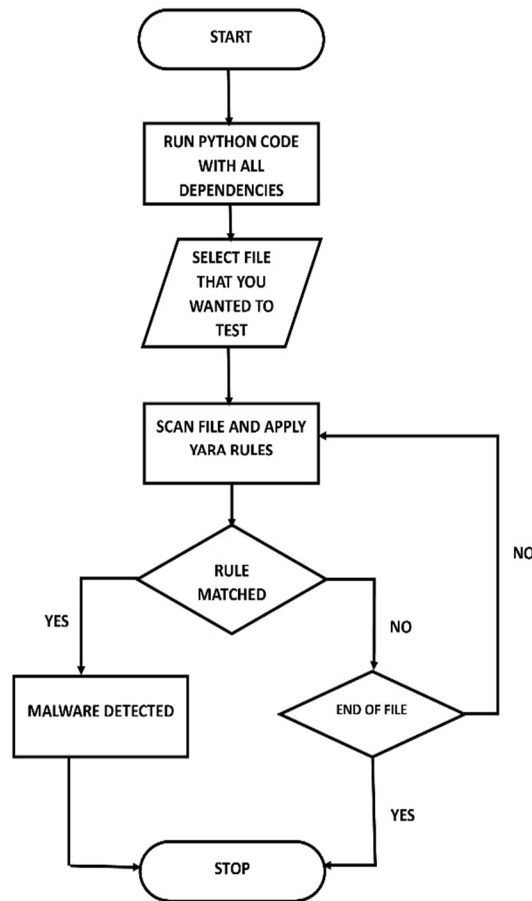 START
RUN PYTHON CODE
WITH ALL
DEPENDENCIES
SELECT FILE
THAT YOU
WANTED TO
TEST
SCAN FILE AND APPLY
YARA RULES
RULE
MATCHED
YES
NO
NO
MALWARE DETECTED
END OF FILE
YES
STOP